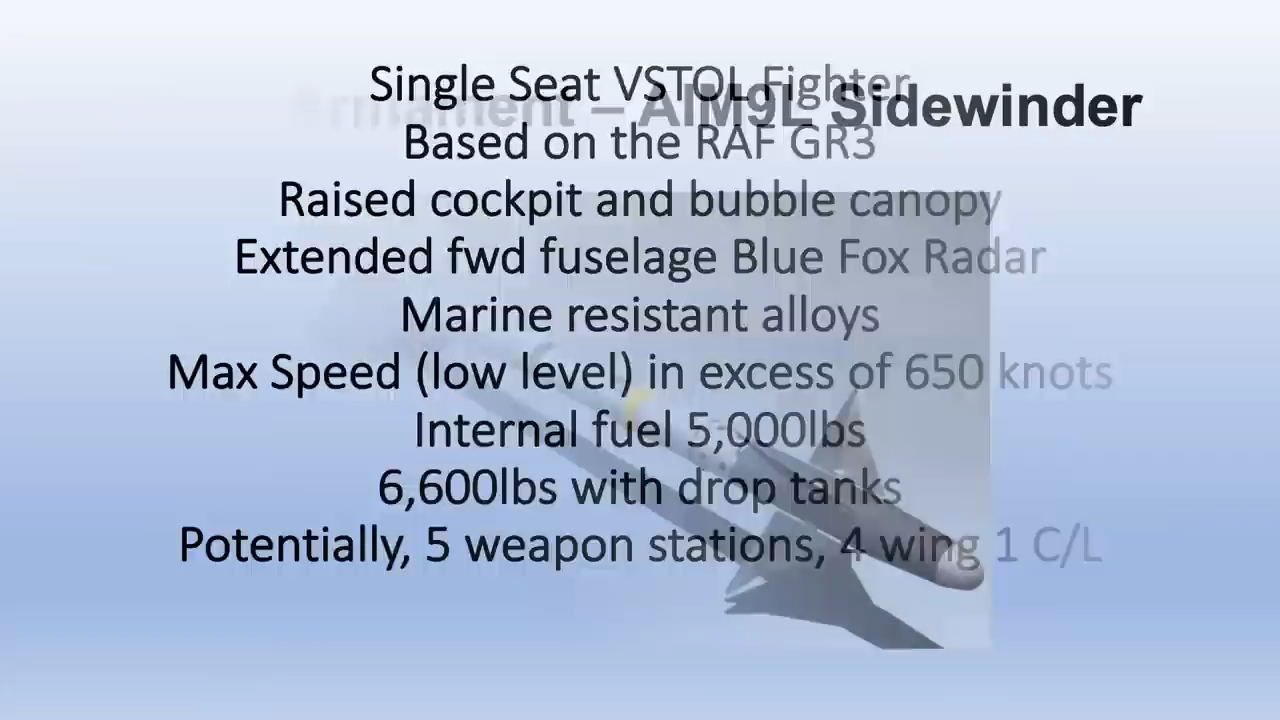 Single Seat VSTOL Fighter
Armament – AIM9L Sidewinder
Based on the RAF GR3
Raised cockpit and bubble canopy
Extended fwd fuselage Blue Fox Radar
Marine resistant alloys
Max Speed (low level) in excess of 650 knots
Internal fuel 5,000lbs
6,600lbs with drop tanks
Potentially, 5 weapon stations, 4 wing 1 C/L